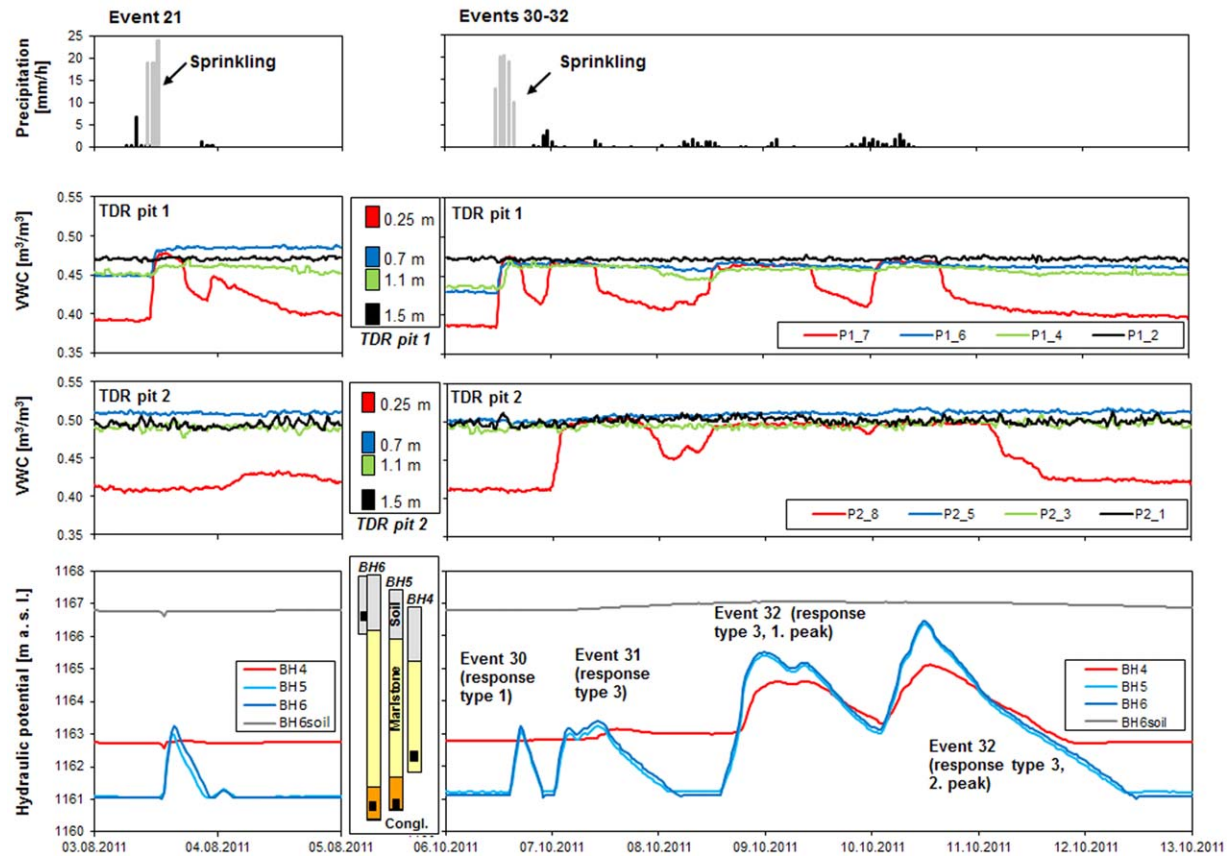 Event 21
Events 30-32
Precipitation
[mm/h]
25
20
15
10
5
0
Sprinkling
Sprinkling
VWC [m³/m³]
0.55
0.50
0.45
0.40
0.35
TDR pit 1
0.25 m
0.7 m
1.1 m
1.5 m
TDR pit 1
TDR pit 1
P1_7
P1_6
P1_4
P1_2
VWC [m³/m³]
0.55
0.50
0.45
0.40
0.35
TDR pit 2
0.25 m
0.7 m
1.1 m
1.5 m
TDR pit 2
TDR pit 2
P2_8
P2_5
P2_3
P2_1
Hydraulic potential [m a. s. l.]
1168
1167
1166
1165
1164
1163
1162
1161
1160
BH4
BH5
BH6
BH6soil
BH6
BH5
BH4
Soil
Marlstone
Congl.
Event 30
(response
type 1)
Event 31
(response
type 3)
Event 32 (response
type 3, 1. peak)
Event 32
(response type 3,
2. peak)
BH4
BH5
BH6
BH6soil
03.08.2011
04.08.2011
05.08.2011
06.10.2011
07.10.2011
08.10.2011
09.10.2011
10.10.2011
11.10.2011
12.10.2011
13.10.2011